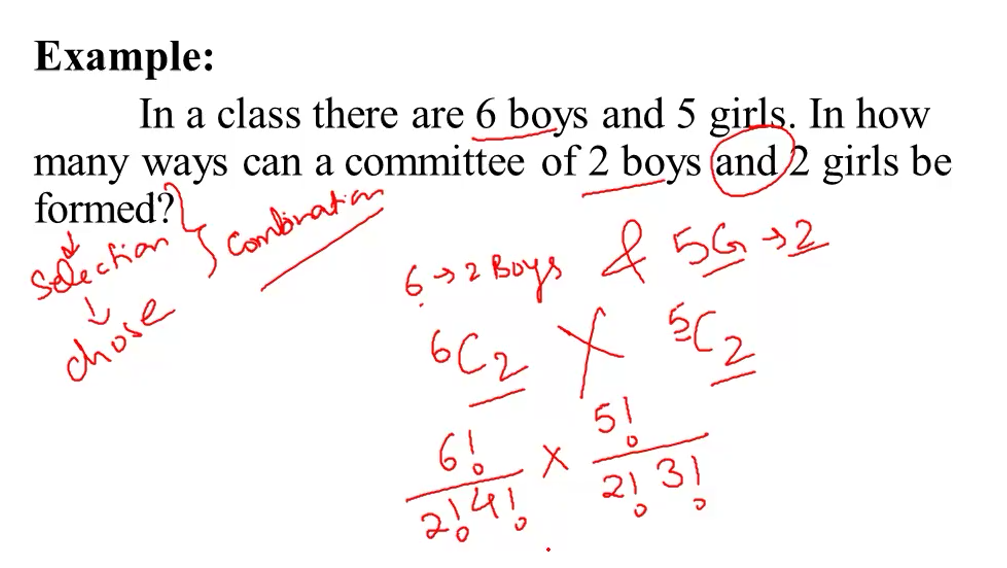 Example:
In a class there are 6 boys and 5 girls. In how
many ways can a committee of 2 boys and 2 girls be
formed?
Selection
chose
Combination
6 → 2 Boys & 5G → 2
⁶C₂ X ⁵C₂
6!/2!4! × 5!/2!3!